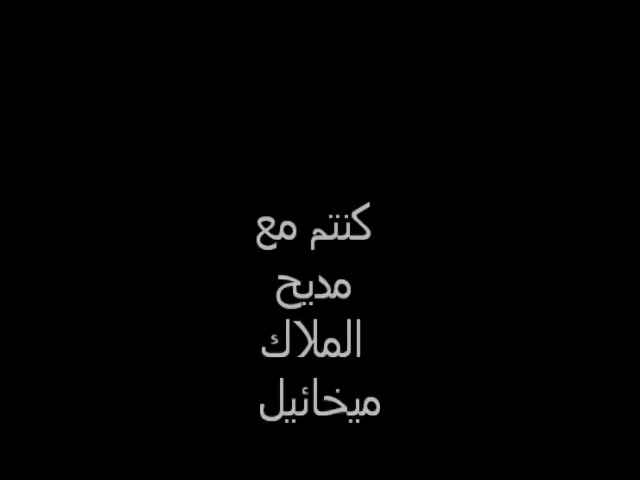 كنتم مع
مديح
الملاك
ميخائيل